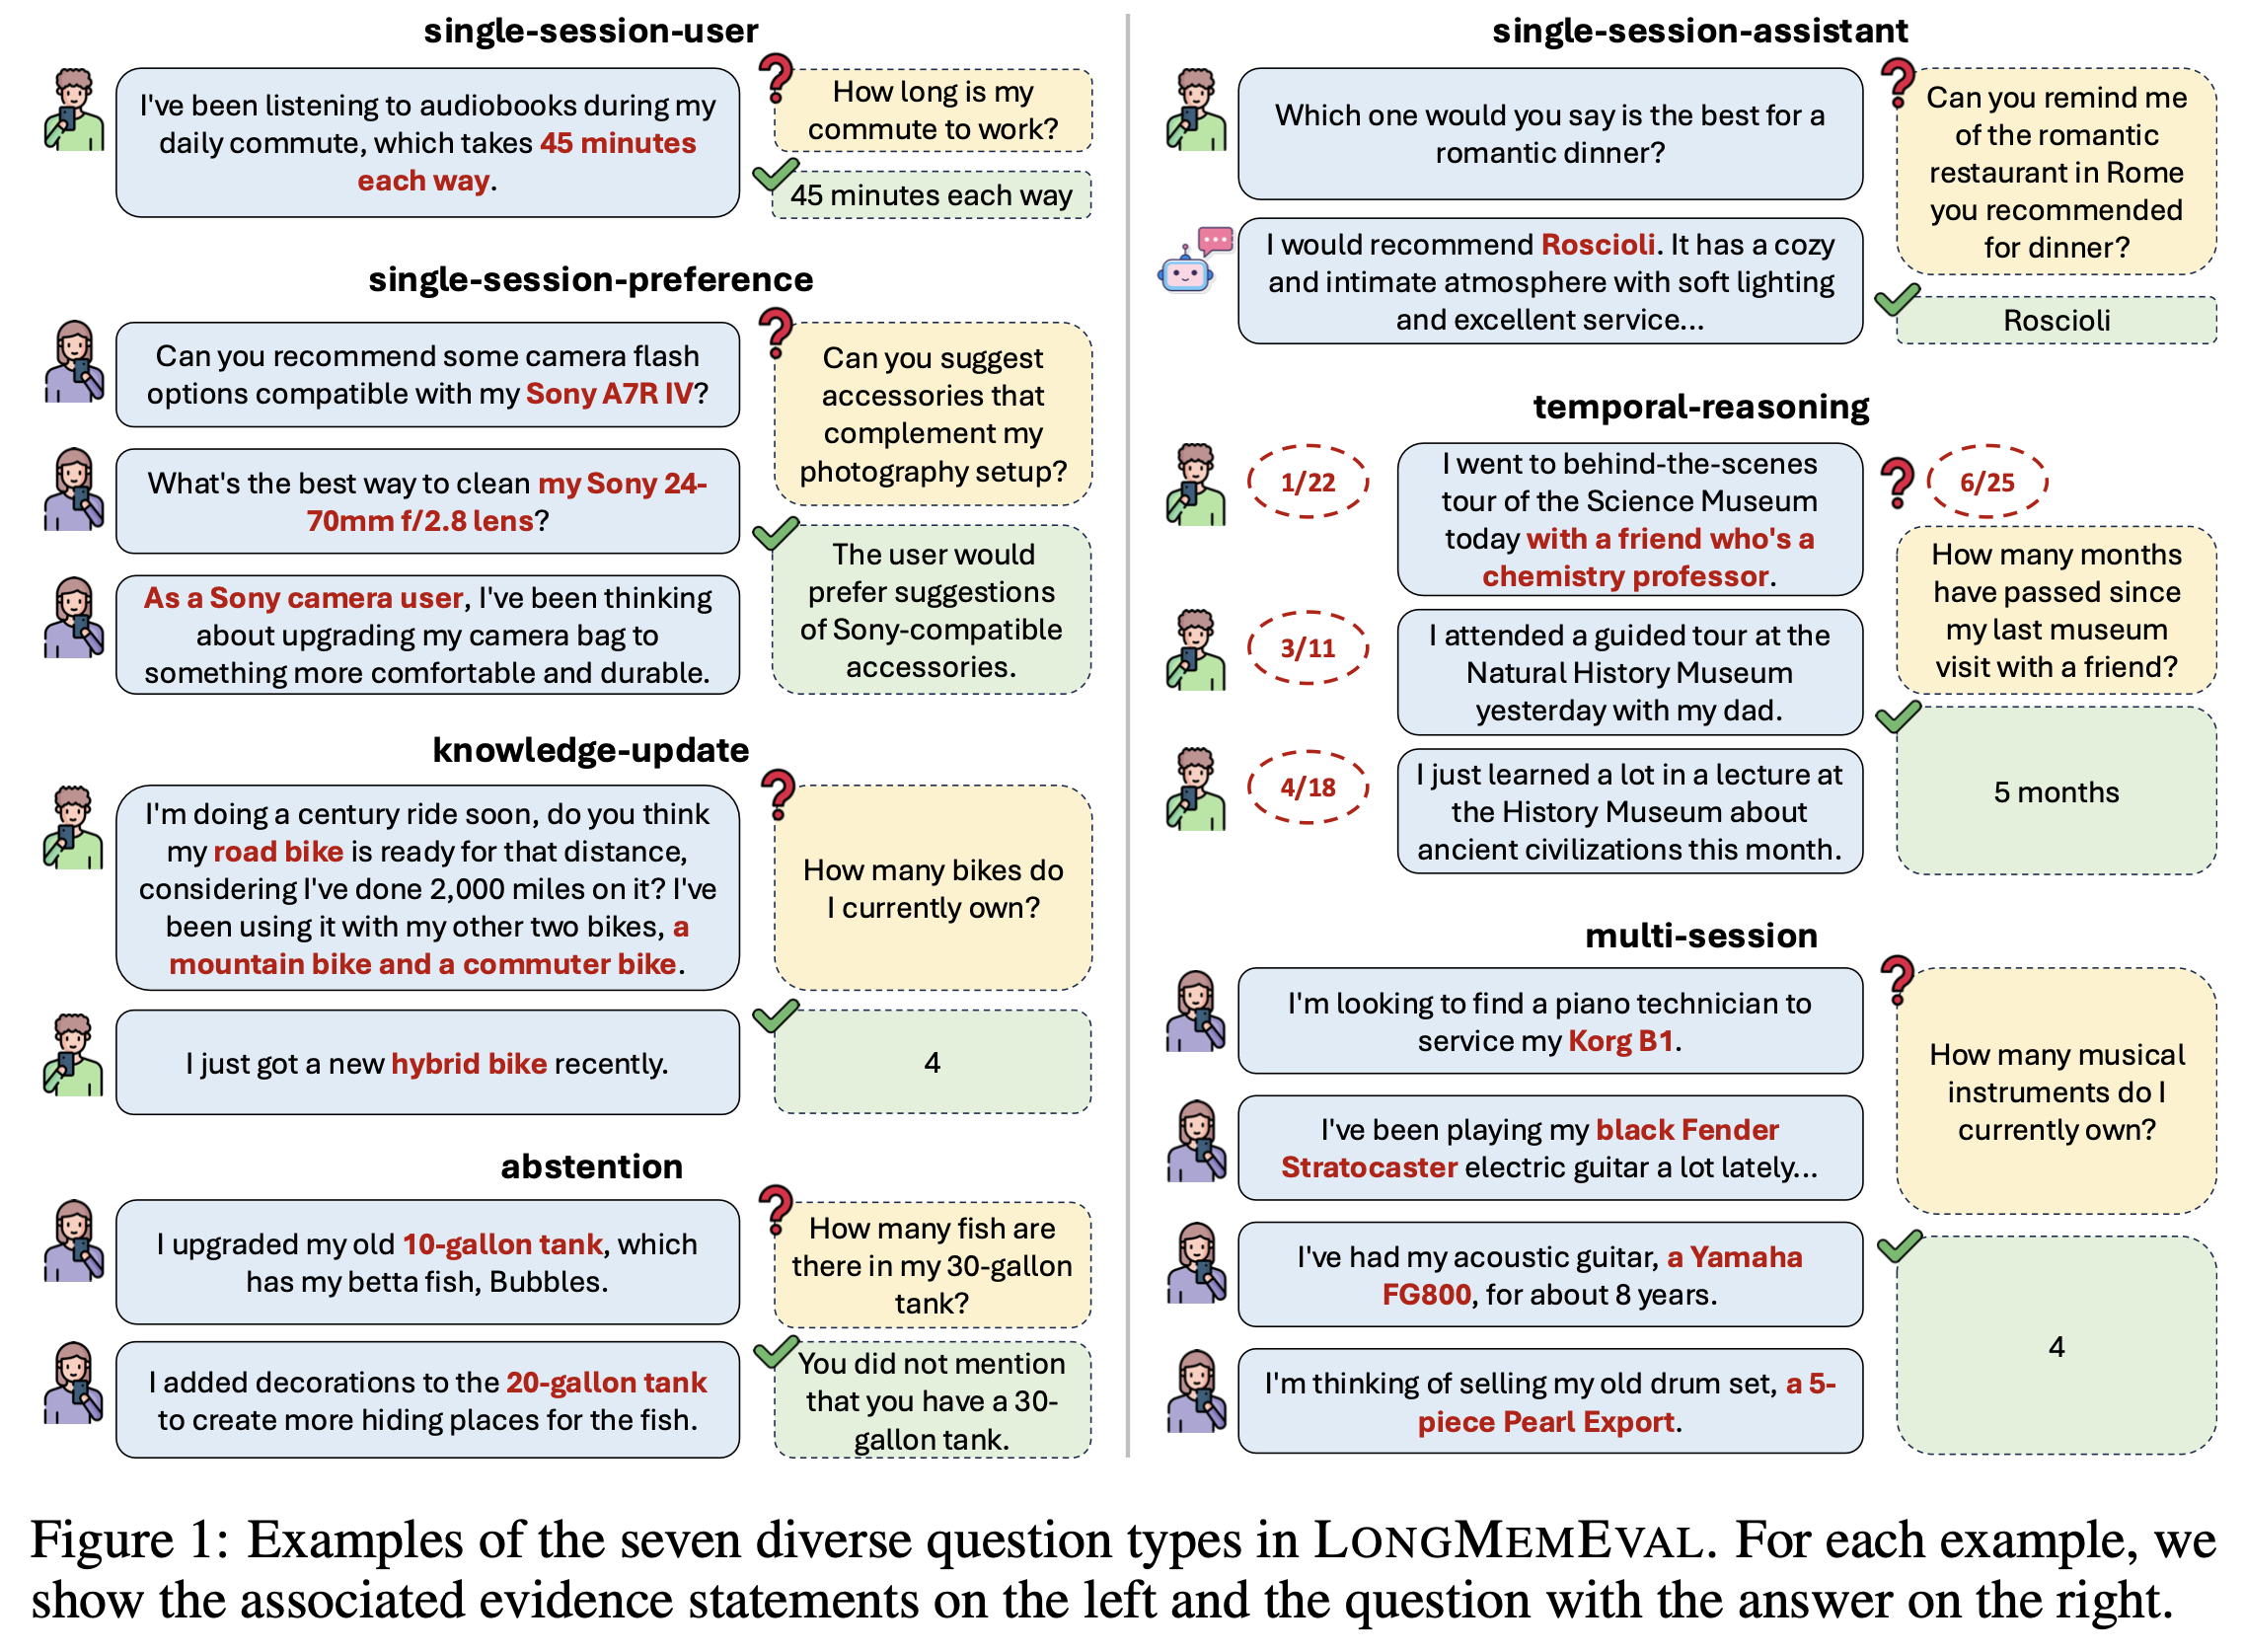 single-session-user
I've been listening to audiobooks during my
daily commute, which takes 45 minutes
each way.
How long is my
commute to work?
45 minutes each way
single-session-preference
Can you recommend some camera flash
options compatible with my Sony A7R IV?
What's the best way to clean my Sony 24-
70mm f/2.8 lens?
As a Sony camera user, I've been thinking
about upgrading my camera bag to
something more comfortable and durable.
Can you suggest
accessories that
complement my
photography setup?
The user would
prefer suggestions
of Sony-compatible
accessories.
knowledge-update
I'm doing a century ride soon, do you think
my road bike is ready for that distance,
considering I've done 2,000 miles on it? I've
been using it with my other two bikes, a
mountain bike and a commuter bike.
I just got a new hybrid bike recently.
How many bikes do
I currently own?
4
abstention
I upgraded my old 10-gallon tank, which
has my betta fish, Bubbles.
I added decorations to the 20-gallon tank
to create more hiding places for the fish.
How many fish are
there in my 30-gallon
tank?
You did not mention
that you have a 30-
gallon tank.
single-session-assistant
Which one would you say is the best for a
romantic dinner?
I would recommend Roscioli. It has a cozy
and intimate atmosphere with soft lighting
and excellent service...
Can you remind me
of the romantic
restaurant in Rome
you recommended
for dinner?
Roscioli
temporal-reasoning
1/22
I went to behind-the-scenes
tour of the Science Museum
today with a friend who's a
chemistry professor.
3/11
I attended a guided tour at the
Natural History Museum
yesterday with my dad.
4/18
I just learned a lot in a lecture at
the History Museum about
ancient civilizations this month.
6/25
How many months
have passed since
my last museum
visit with a friend?
5 months
multi-session
I'm looking to find a piano technician to
service my Korg B1.
I've been playing my black Fender
Stratocaster electric guitar a lot lately...
I've had my acoustic guitar, a Yamaha
FG800, for about 8 years.
I'm thinking of selling my old drum set, a 5-
piece Pearl Export.
How many musical
instruments do I
currently own?
4
Figure 1: Examples of the seven diverse question types in LONGMEMEVAL. For each example, we
show the associated evidence statements on the left and the question with the answer on the right.